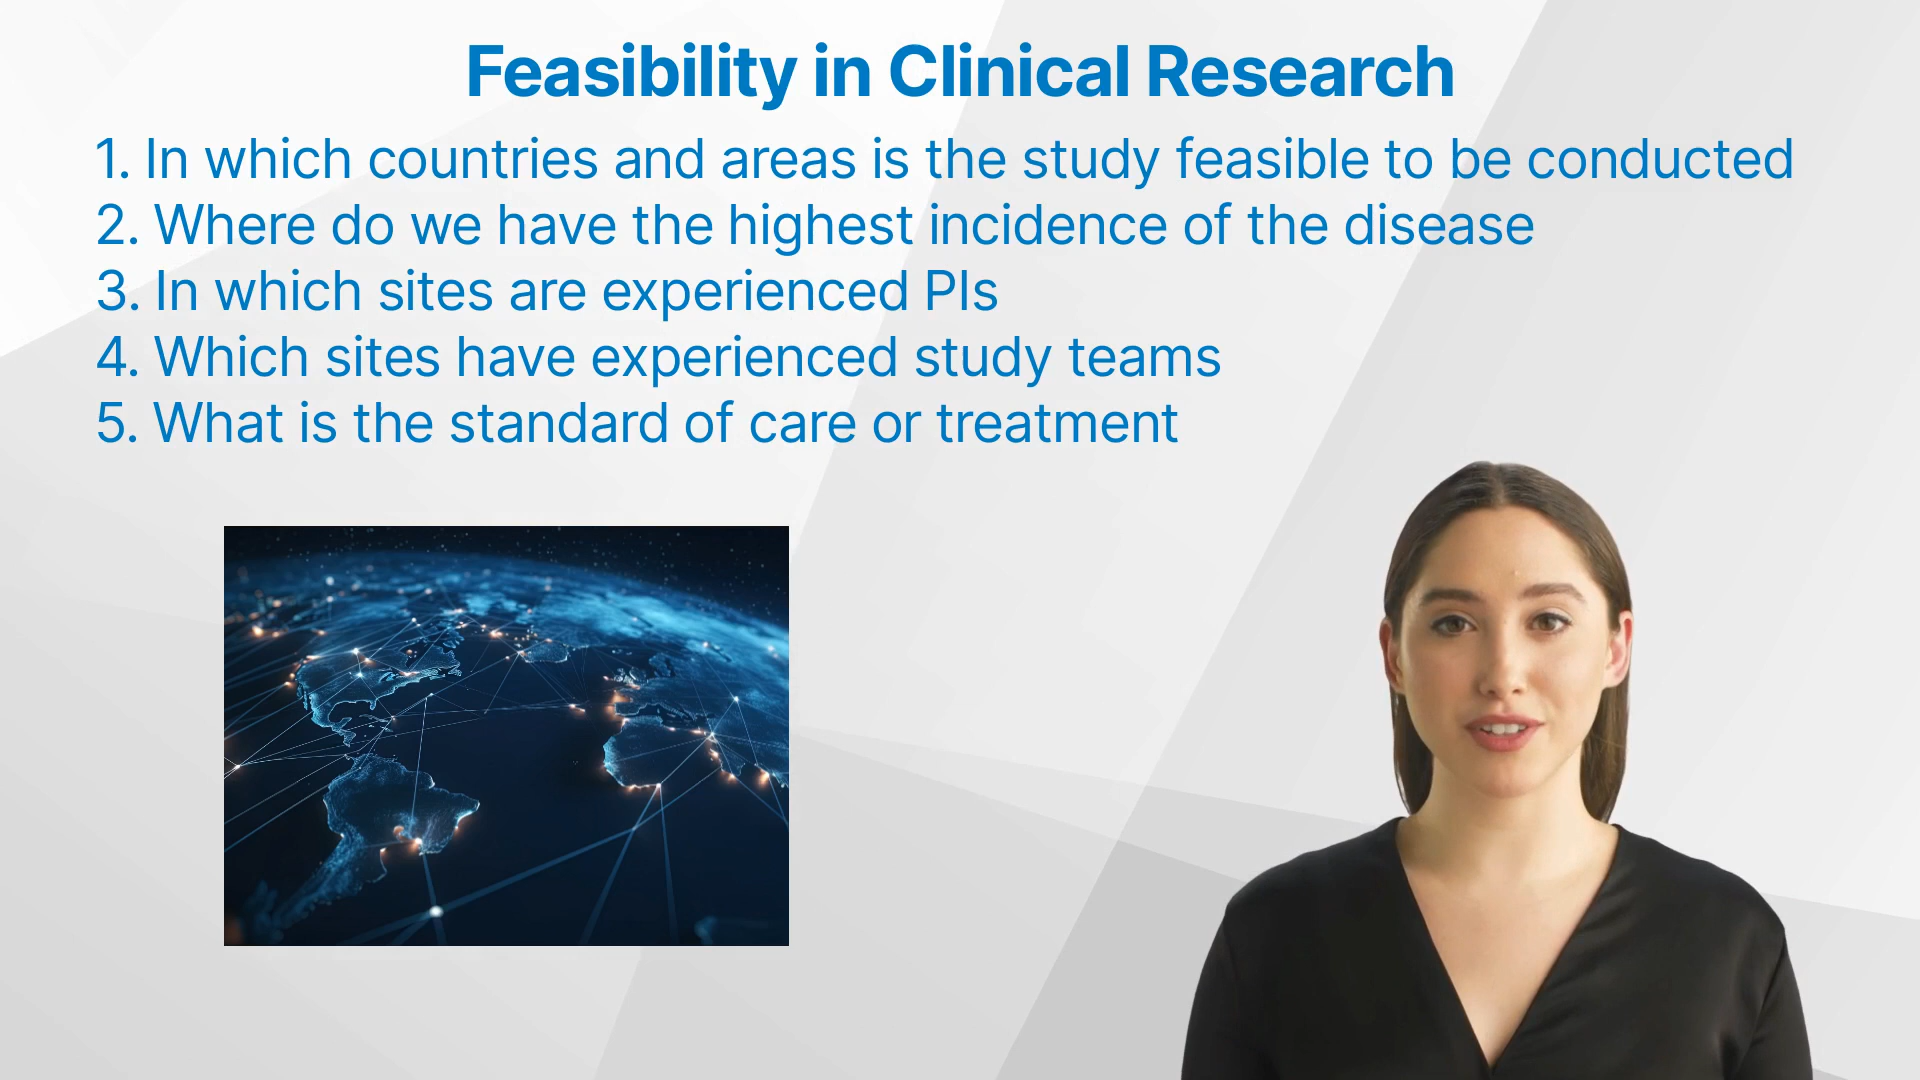 Feasibility in Clinical Research
1. In which countries and areas is the study feasible to be conducted
2. Where do we have the highest incidence of the disease
3. In which sites are experienced PIs
4. Which sites have experienced study teams
5. What is the standard of care or treatment